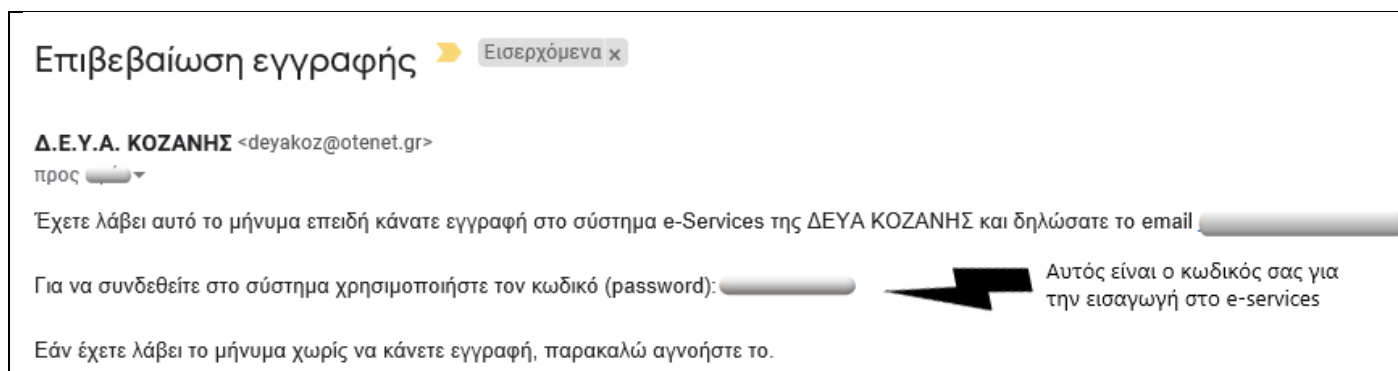 Επιβεβαίωση εγγραφής Εισερχόμενα x
Δ.Ε.Υ.Α. ΚΟΖΑΝΗΣ <deyakoz@otenet.gr>
προς
Έχετε λάβει αυτό το μήνυμα επειδή κάνατε εγγραφή στο σύστημα e-Services της ΔΕΥΑ ΚΟΖΑΝΗΣ και δηλώσατε το email
Για να συνδεθείτε στο σύστημα χρησιμοποιήστε τον κωδικό (password):
Αυτός είναι ο κωδικός σας για
την εισαγωγή στο e-services
Εάν έχετε λάβει το μήνυμα χωρίς να κάνετε εγγραφή, παρακαλώ αγνοήστε το.